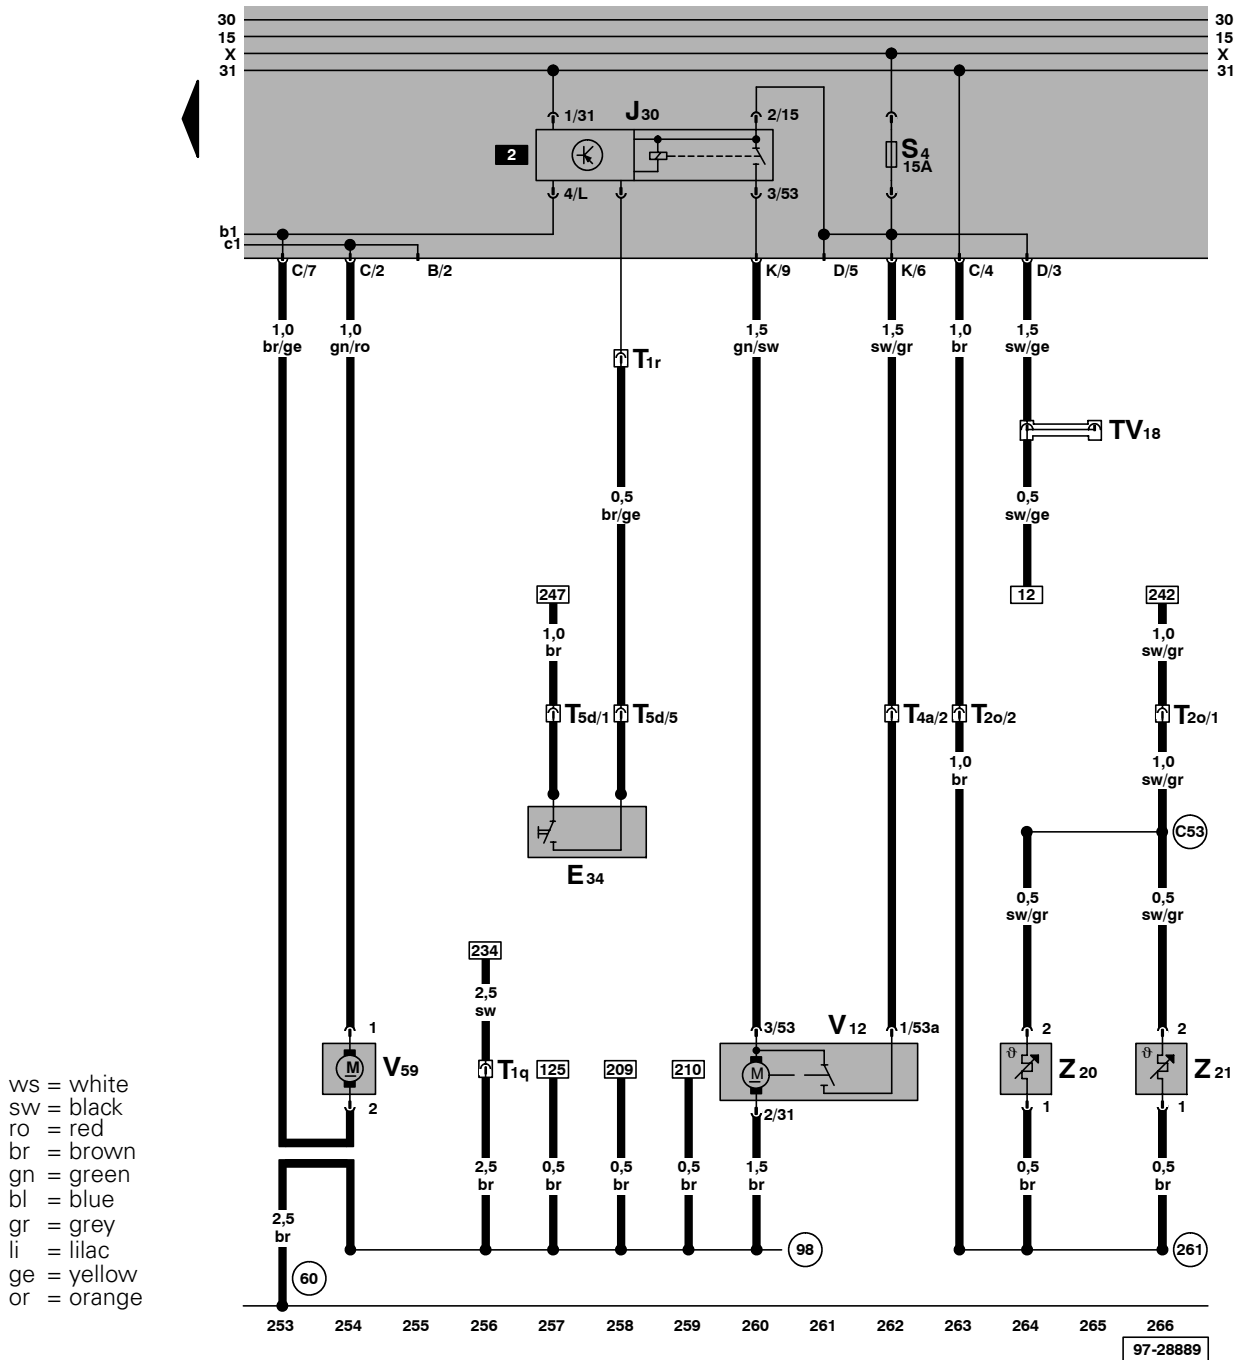 30 30
15 15
X X
31 31
1/31 J30 2/15
2 S4
15A
4/L 3/53
b1
c1
C/7 C/2 B/2 K/9 D/5 K/6 C/4 D/3
1,0 1,0 1,5 1,5 1,0 1,5
br/ge gn/ro gn/sw sw/gr br sw/ge
T1r
TV18
0,5 0,5
br/ge sw/ge
247 12 242
1,0 1,0
br sw/gr
T5d/1 T5d/5 T4a/2 T2o/2 T2o/1
1,0 1,0
br sw/gr
C53
E34
0,5 0,5
sw/gr sw/gr
234
2,5
sw
1 3/53 V12 1/53a 2 2
M V59 T1q 125 209 210 M ϑ Z20 ϑ Z21
2 2/31 1 1
ws = white
sw = black
ro = red
br = brown
gn = green
bl = blue
gr = grey
li = lilac
ge = yellow
or = orange
2,5 0,5 0,5 0,5 1,5 0,5 0,5
br br br br br br br
2,5
br
98 261
60
253 254 255 256 257 258 259 260 261 262 263 264 265 266
97-28889